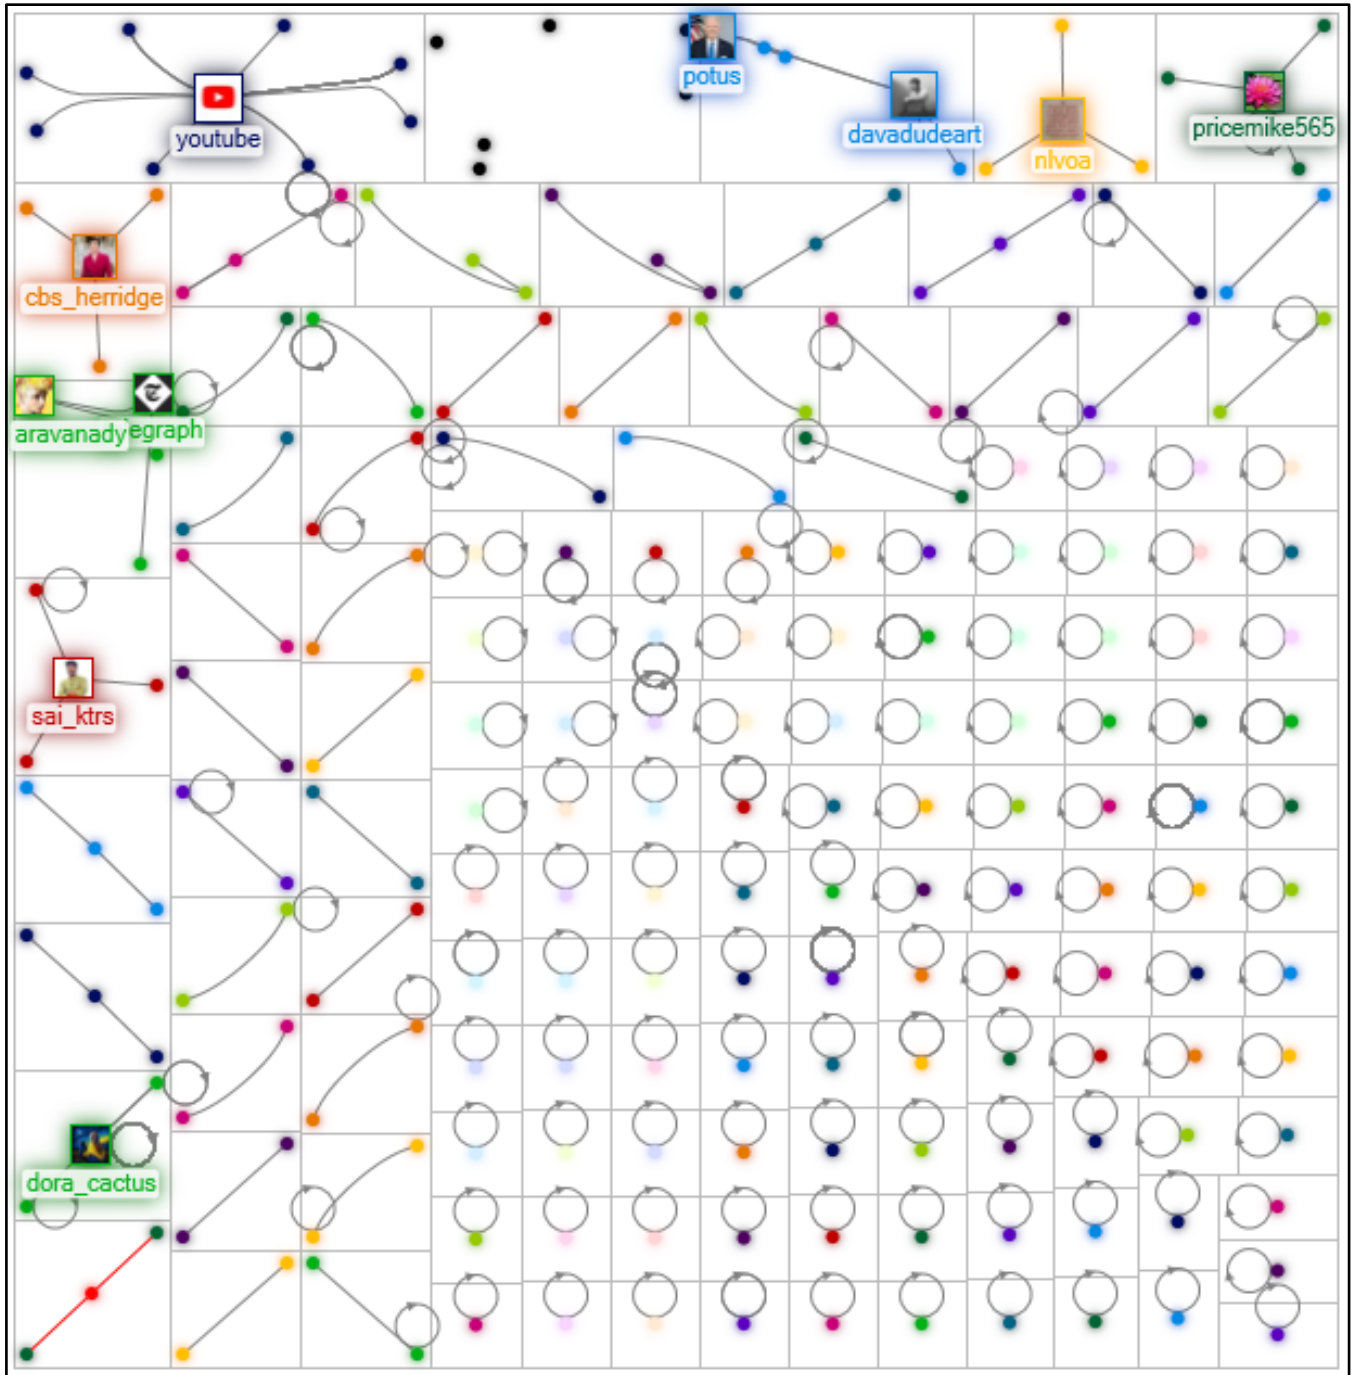 youtube
potus
davadudeart
nlvoa
pricemike565
cbs_herridge
aravanady
egraph
sai_ktrs
dora_cactus